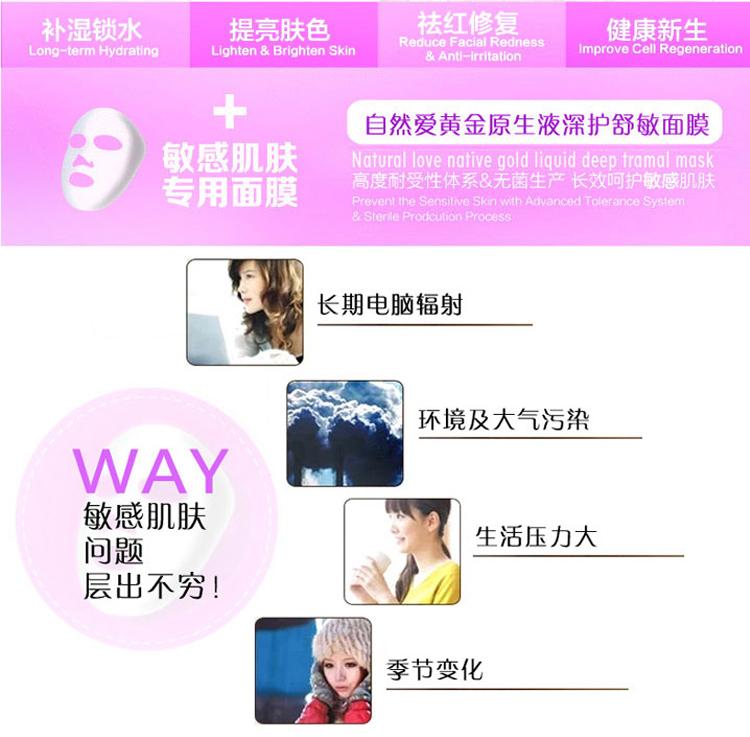 补湿锁水
Long-term Hydrating
提亮肤色
Lighten & Brighten Skin
祛红修复
Reduce Facial Redness
& Anti-irritation
健康新生
Improve Cell Regeneration
+
敏感肌肤
专用面膜
自然爱黄金原生液深护舒敏面膜
Natural love native gold liquid deep tramal mask
高度耐受性体系&无菌生产 长效呵护敏感肌肤
Prevent the Sensitive Skin with Advanced Tolerance System
& Sterile Prodcution Process
长期电脑辐射
环境及大气污染
WAY
敏感肌肤
问题
层出不穷!
生活压力大
季节变化